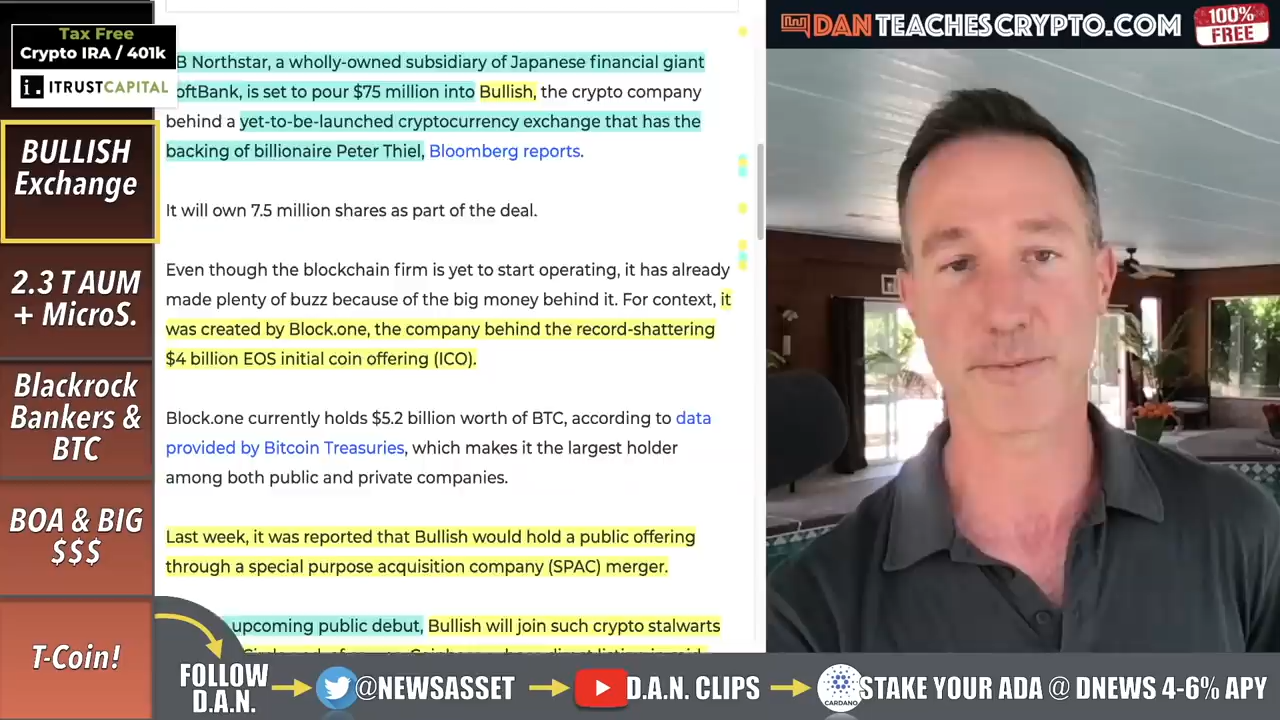 Tax Free
Crypto IRA / 401k
ITRUSTCAPITAL
BULLISH
Exchange
2.3 T AUM
+ MicroS.
Blackrock
Bankers &
BTC
BOA & BIG
$$$
T-Coin!
B Northstar, a wholly-owned subsidiary of Japanese financial giant
oftBank, is set to pour $75 million into Bullish, the crypto company
behind a yet-to-be-launched cryptocurrency exchange that has the
backing of billionaire Peter Thiel, Bloomberg reports.
It will own 7.5 million shares as part of the deal.
Even though the blockchain firm is yet to start operating, it has already
made plenty of buzz because of the big money behind it. For context, it
was created by Block.one, the company behind the record-shattering
$4 billion EOS initial coin offering (ICO).
Block.one currently holds $5.2 billion worth of BTC, according to data
provided by Bitcoin Treasuries, which makes it the largest holder
among both public and private companies.
Last week, it was reported that Bullish would hold a public offering
through a special purpose acquisition company (SPAC) merger.
upcoming public debut, Bullish will join such crypto stalwarts
DANTEACHESCRYPTO.COM
100%
FREE
FOLLOW
D.A.N.
@NEWSASSET
D.A.N. CLIPS
CARDANO
STAKE YOUR ADA @ DNEWS 4-6% APY